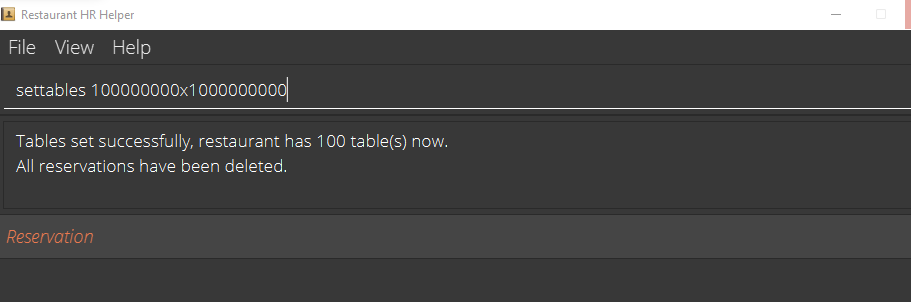 Restaurant HR Helper
File View Help
settables 100000000x1000000000
Tables set successfully, restaurant has 100 table(s) now.
All reservations have been deleted.
Reservation